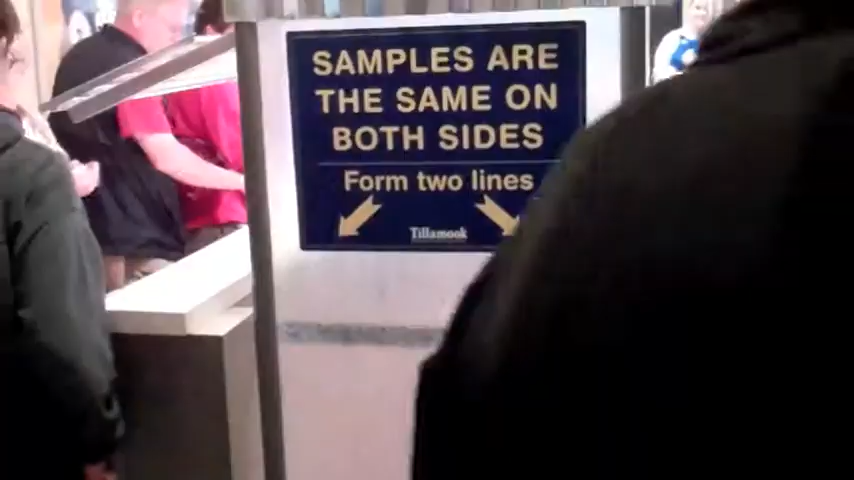 SAMPLES ARE
THE SAME ON
BOTH SIDES
Form two lines
Tillamook